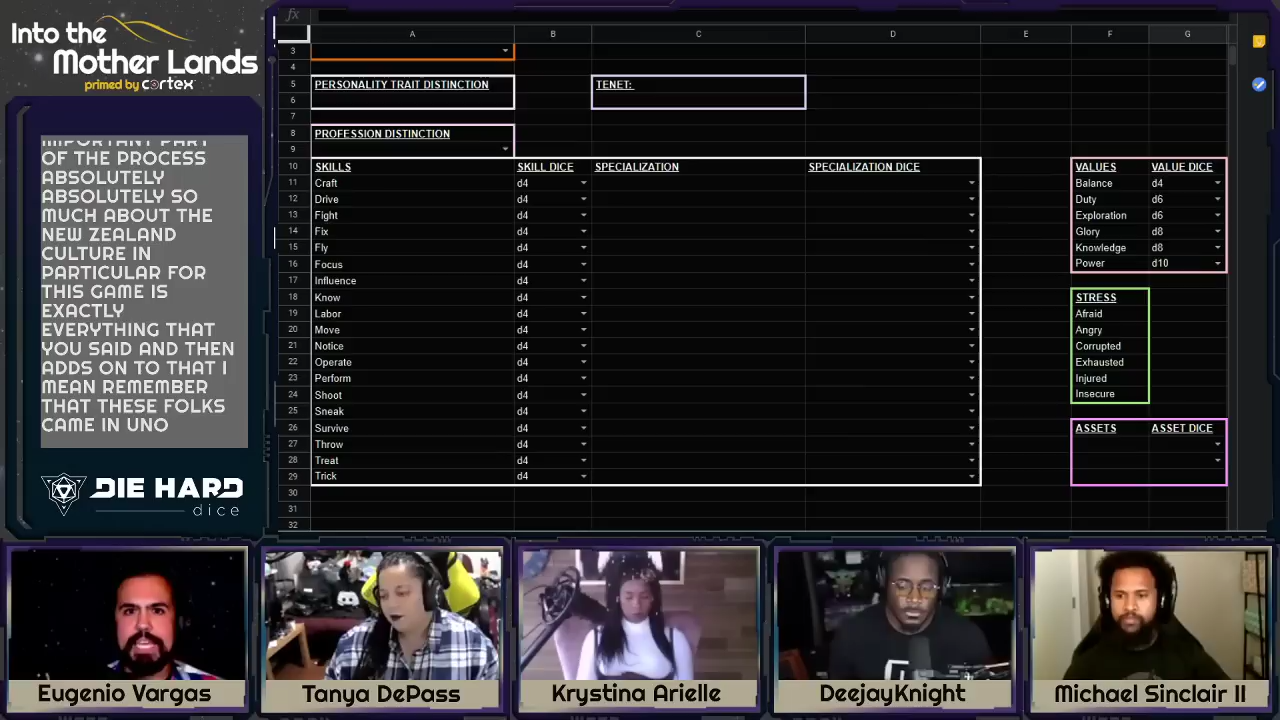 Into the
Mother Lands
primed by cortex
IMPORTANT PART
OF THE PROCESS
ABSOLUTELY
ABSOLUTELY SO
MUCH ABOUT THE
NEW ZEALAND
CULTURE IN
PARTICULAR FOR
THIS GAME IS
EXACTLY
EVERYTHING THAT
YOU SAID AND THEN
ADDS ON TO THAT I
MEAN REMEMBER
THAT THESE FOLKS
CAME IN UNO
DIE HARD
dice
fx
A B C D E F G
3
4
5 PERSONALITY TRAIT DISTINCTION TENET:
6
7
8 PROFESSION DISTINCTION
9
10 SKILLS SKILL DICE SPECIALIZATION SPECIALIZATION DICE VALUES VALUE DICE
11 Craft d4 Balance d4
12 Drive d4 Duty d6
13 Fight d4 Exploration d6
14 Fix d4 Glory d8
15 Fly d4 Knowledge d8
16 Focus d4 Power d10
17 Influence d4
18 Know d4 STRESS
19 Labor d4 Afraid
20 Move d4 Angry
21 Notice d4 Corrupted
22 Operate d4 Exhausted
23 Perform d4 Injured
24 Shoot d4 Insecure
25 Sneak d4
26 Survive d4 ASSETS ASSET DICE
27 Throw d4
28 Treat d4
29 Trick d4
30
31
32
Eugenio Vargas
Tanya DePass
Krystina Arielle
DeejayKnight
Michael Sinclair II